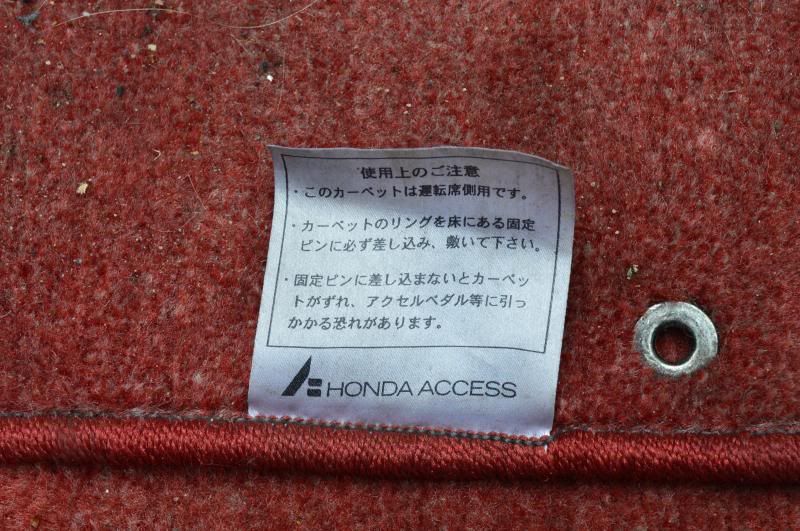 使用上のご注意
・このカーペットは運転席側用です。
・カーペットのリングを床にある固定
ピンに必ず差し込み、敷いて下さい。
・固定ピンに差し込まないとカーペッ
トがずれ、アクセルペダル等に引っ
かかる恐れがあります。
HONDA ACCESS